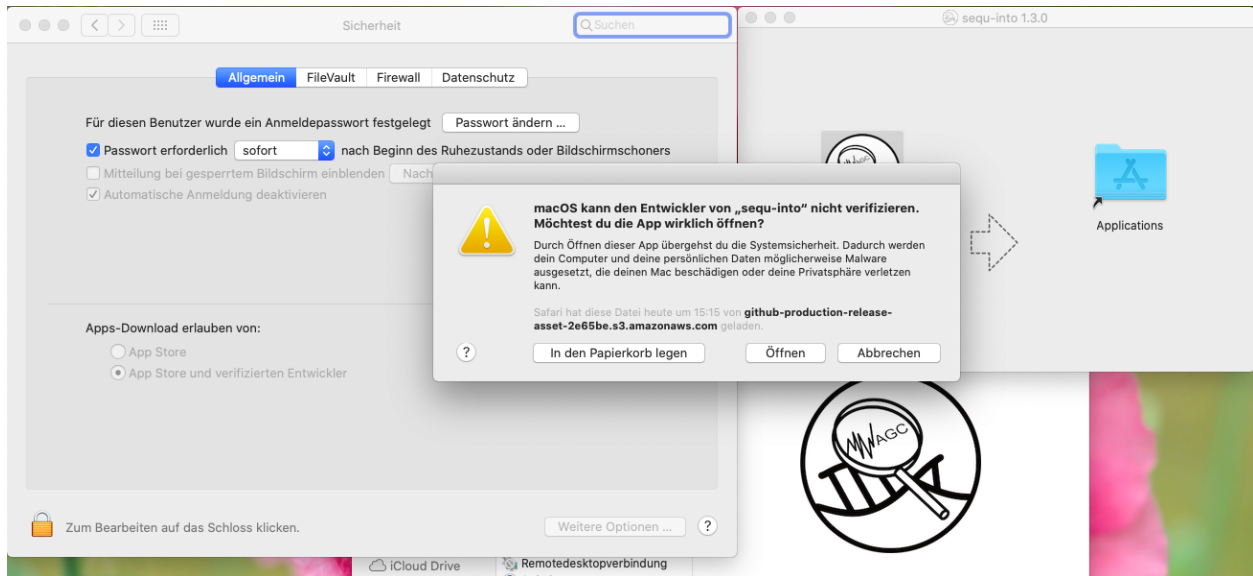 Sicherheit
Suchen
sequ-into 1.3.0
Allgemein FileVault Firewall Datenschutz
Für diesen Benutzer wurde ein Anmeldepasswort festgelegt Passwort ändern ...
Passwort erforderlich sofort nach Beginn des Ruhezustands oder Bildschirmschoners
Mitteilung bei gesperrtem Bildschirm einblenden Nach
Automatische Anmeldung deaktivieren
Apps-Download erlauben von:
App Store
App Store und verifizierten Entwickler
Zum Bearbeiten auf das Schloss klicken.
Weitere Optionen ... ?
macOS kann den Entwickler von „sequ-into“ nicht verifizieren.
Möchtest du die App wirklich öffnen?
Durch Öffnen dieser App übergehst du die Systemsicherheit. Dadurch werden
dein Computer und deine persönlichen Daten möglicherweise Malware
ausgesetzt, die deinen Mac beschädigen oder deine Privatsphäre verletzen
kann.
Safari hat diese Datei heute um 15:15 von github-production-release-
asset-2e65be.s3.amazonaws.com geladen.
? In den Papierkorb legen Öffnen Abbrechen
Applications
AGC
iCloud Drive
Remotedesktopverbindung